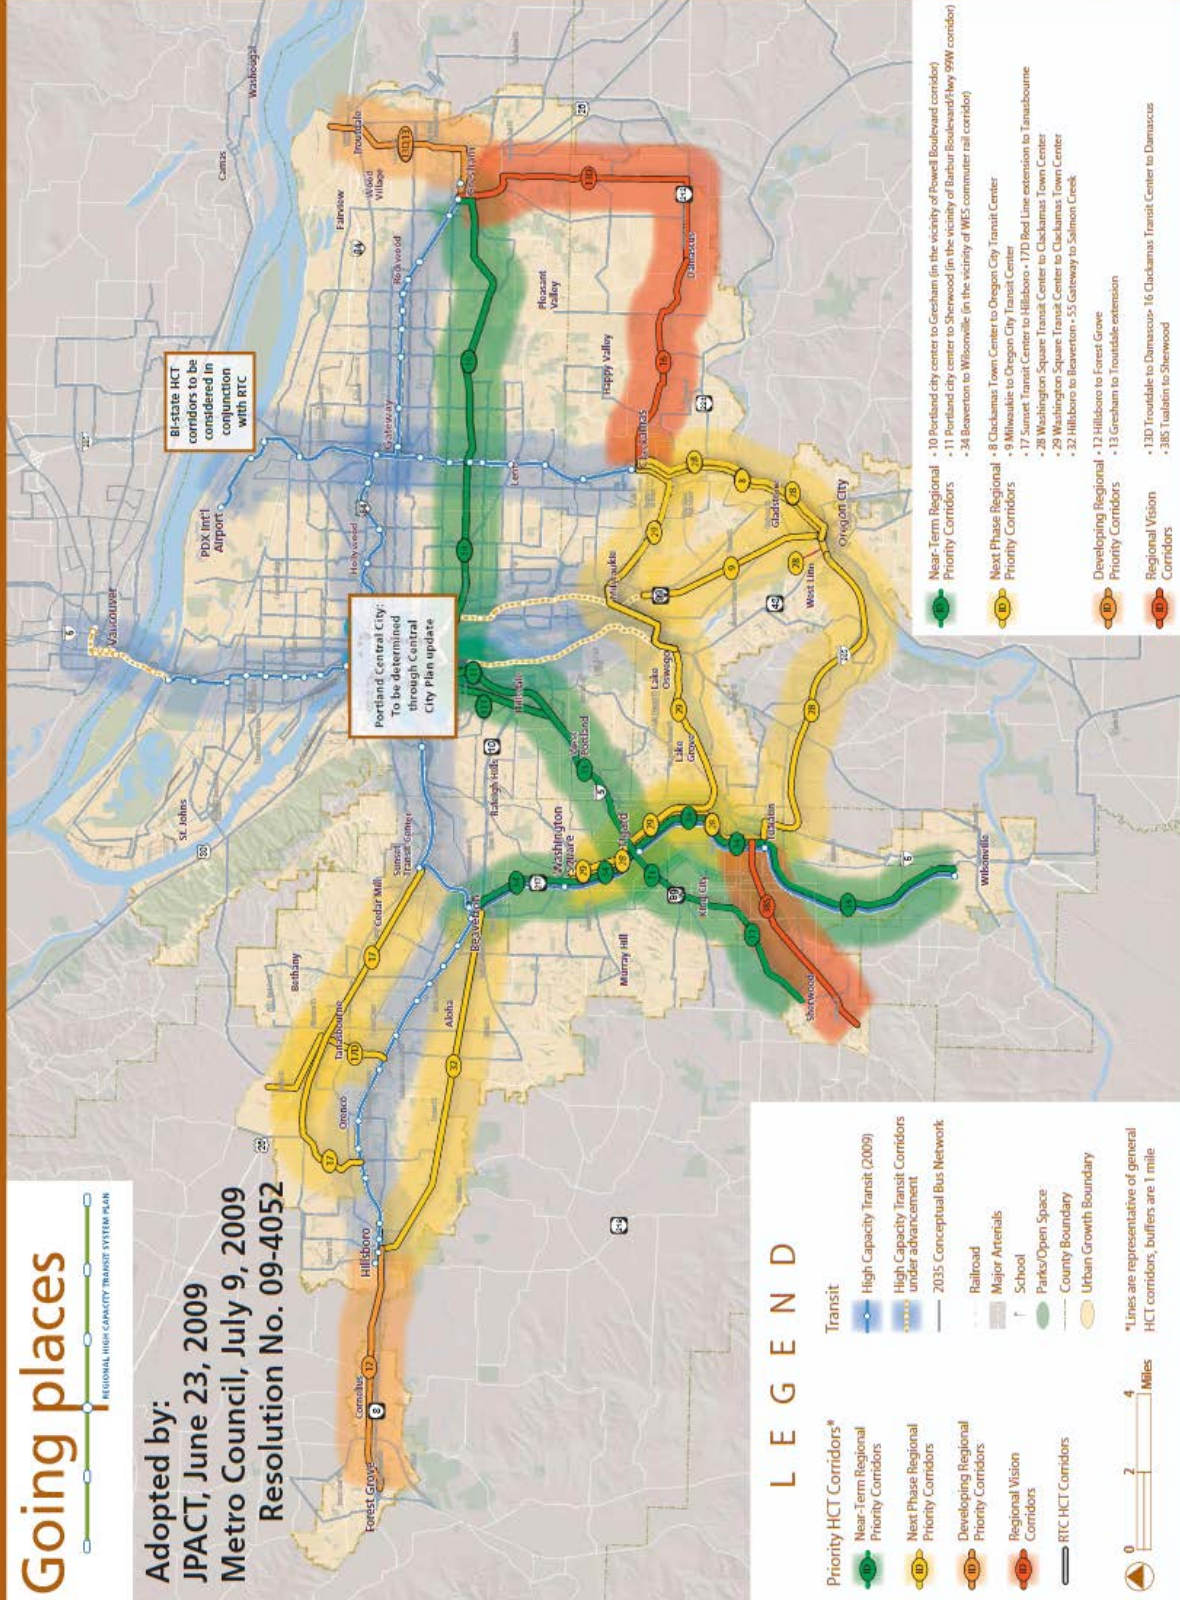 Going places
REGIONAL HIGH CAPACITY TRANSIT SYSTEM PLAN
Adopted by:
JPACT, June 23, 2009
Metro Council, July 9, 2009
Resolution No. 09-4052
Bi-state HCT
corridors to be
considered in
conjunction
with RTC
Portland Central City:
To be determined
through Central
City Plan update
Washougal
Camas
Vancouver
PDX Int'l
Airport
St. Johns
Troutdale
Wood
Village
Fairview
Rockwood
Gresham
Gateway
Hollywood
Lents
Pleasant
Valley
Happy Valley
Damascus
Clackamas
Milwaukie
Gladstone
Oregon City
West Linn
Lake
Oswego
Lake
Grove
Hillsdale
West
Portland
Raleigh Hills
Washington
Square
Tigard
Tualatin
Wilsonville
King City
Sherwood
Murray Hill
Beaverton
Sunset
Transit Center
Cedar Mill
Bethany
Tanasbourne
Aloha
Orenco
Hillsboro
Cornelius
Forest Grove
LEGEND
Priority HCT Corridors*
Near-Term Regional
Priority Corridors
Next Phase Regional
Priority Corridors
Developing Regional
Priority Corridors
Regional Vision
Corridors
RTC HCT Corridors
Transit
High Capacity Transit (2009)
High Capacity Transit Corridors
under advancement
2035 Conceptual Bus Network
Railroad
Major Arterials
School
Parks/Open Space
County Boundary
Urban Growth Boundary
0 2 4
Miles
*Lines are representative of general
HCT corridors, buffers are 1 mile
Near-Term Regional
Priority Corridors
• 10 Portland city center to Gresham (in the vicinity of Powell Boulevard corridor)
• 11 Portland city center to Sherwood (in the vicinity of Barbur Boulevard/Hwy 99W corridor)
• 34 Beaverton to Wilsonville (in the vicinity of WES commuter rail corridor)
Next Phase Regional
Priority Corridors
• 8 Clackamas Town Center to Oregon City Transit Center
• 9 Milwaukie to Oregon City Transit Center
• 17 Sunset Transit Center to Hillsboro • 17D Red Line extension to Tanasbourne
• 28 Washington Square Transit Center to Clackamas Town Center
• 29 Washington Square Transit Center to Clackamas Town Center
• 32 Hillsboro to Beaverton • 55 Gateway to Salmon Creek
Developing Regional
Priority Corridors
• 12 Hillsboro to Forest Grove
• 13 Gresham to Troutdale extension
Regional Vision
Corridors
• 13D Troutdale to Damascus • 16 Clackamas Transit Center to Damascus
• 38S Tualatin to Sherwood